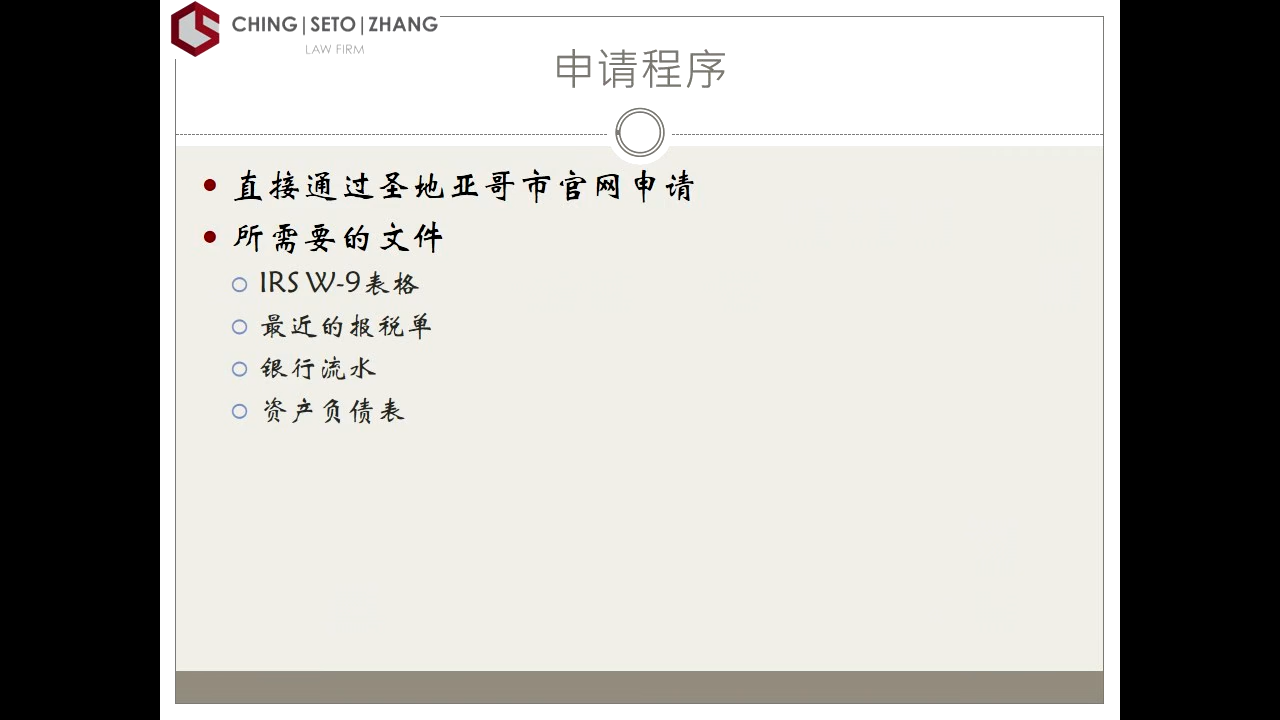 CHING|SETO|ZHANG
LAW FIRM
申请程序
直接通过圣地亚哥市官网申请
所需要的文件
IRS W-9表格
最近的报税单
银行流水
资产负债表